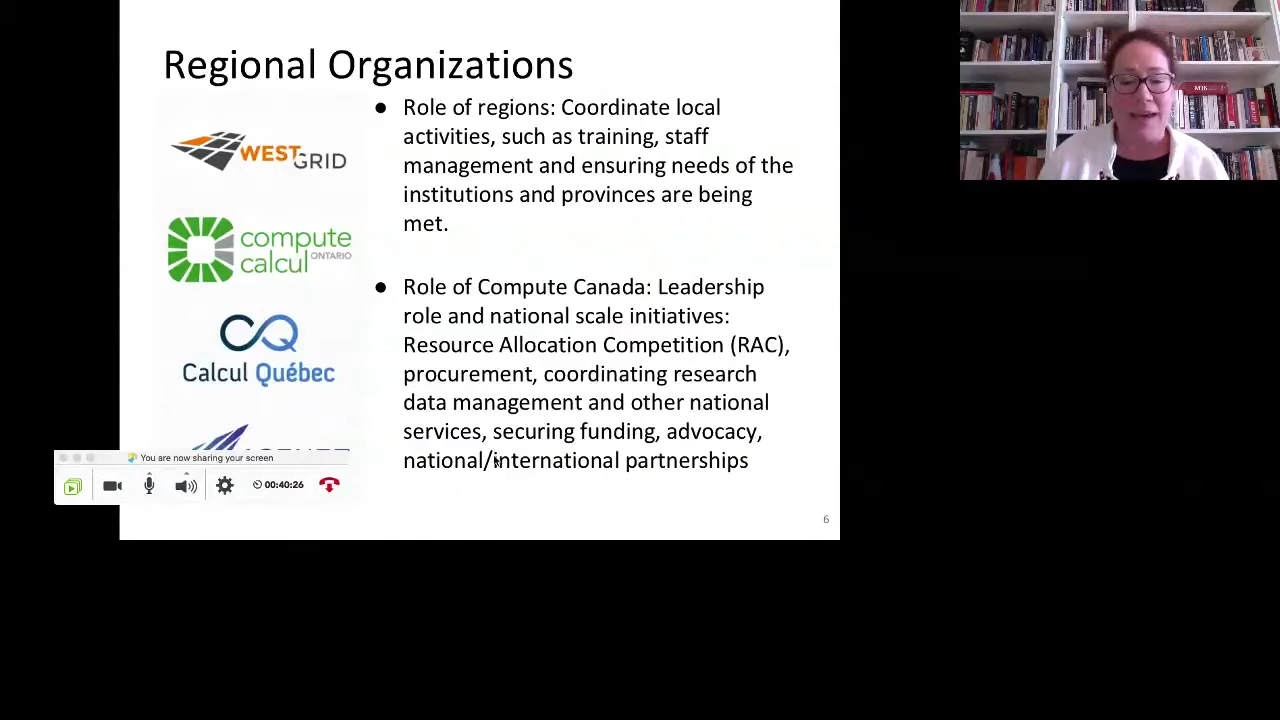 Regional Organizations
WESTGRID
compute
calcul ONTARIO
CQ
Calcul Québec
● Role of regions: Coordinate local
activities, such as training, staff
management and ensuring needs of the
institutions and provinces are being
met.
● Role of Compute Canada: Leadership
role and national scale initiatives:
Resource Allocation Competition (RAC),
procurement, coordinating research
data management and other national
services, securing funding, advocacy,
national/international partnerships
You are now sharing your screen
00:40:26
6